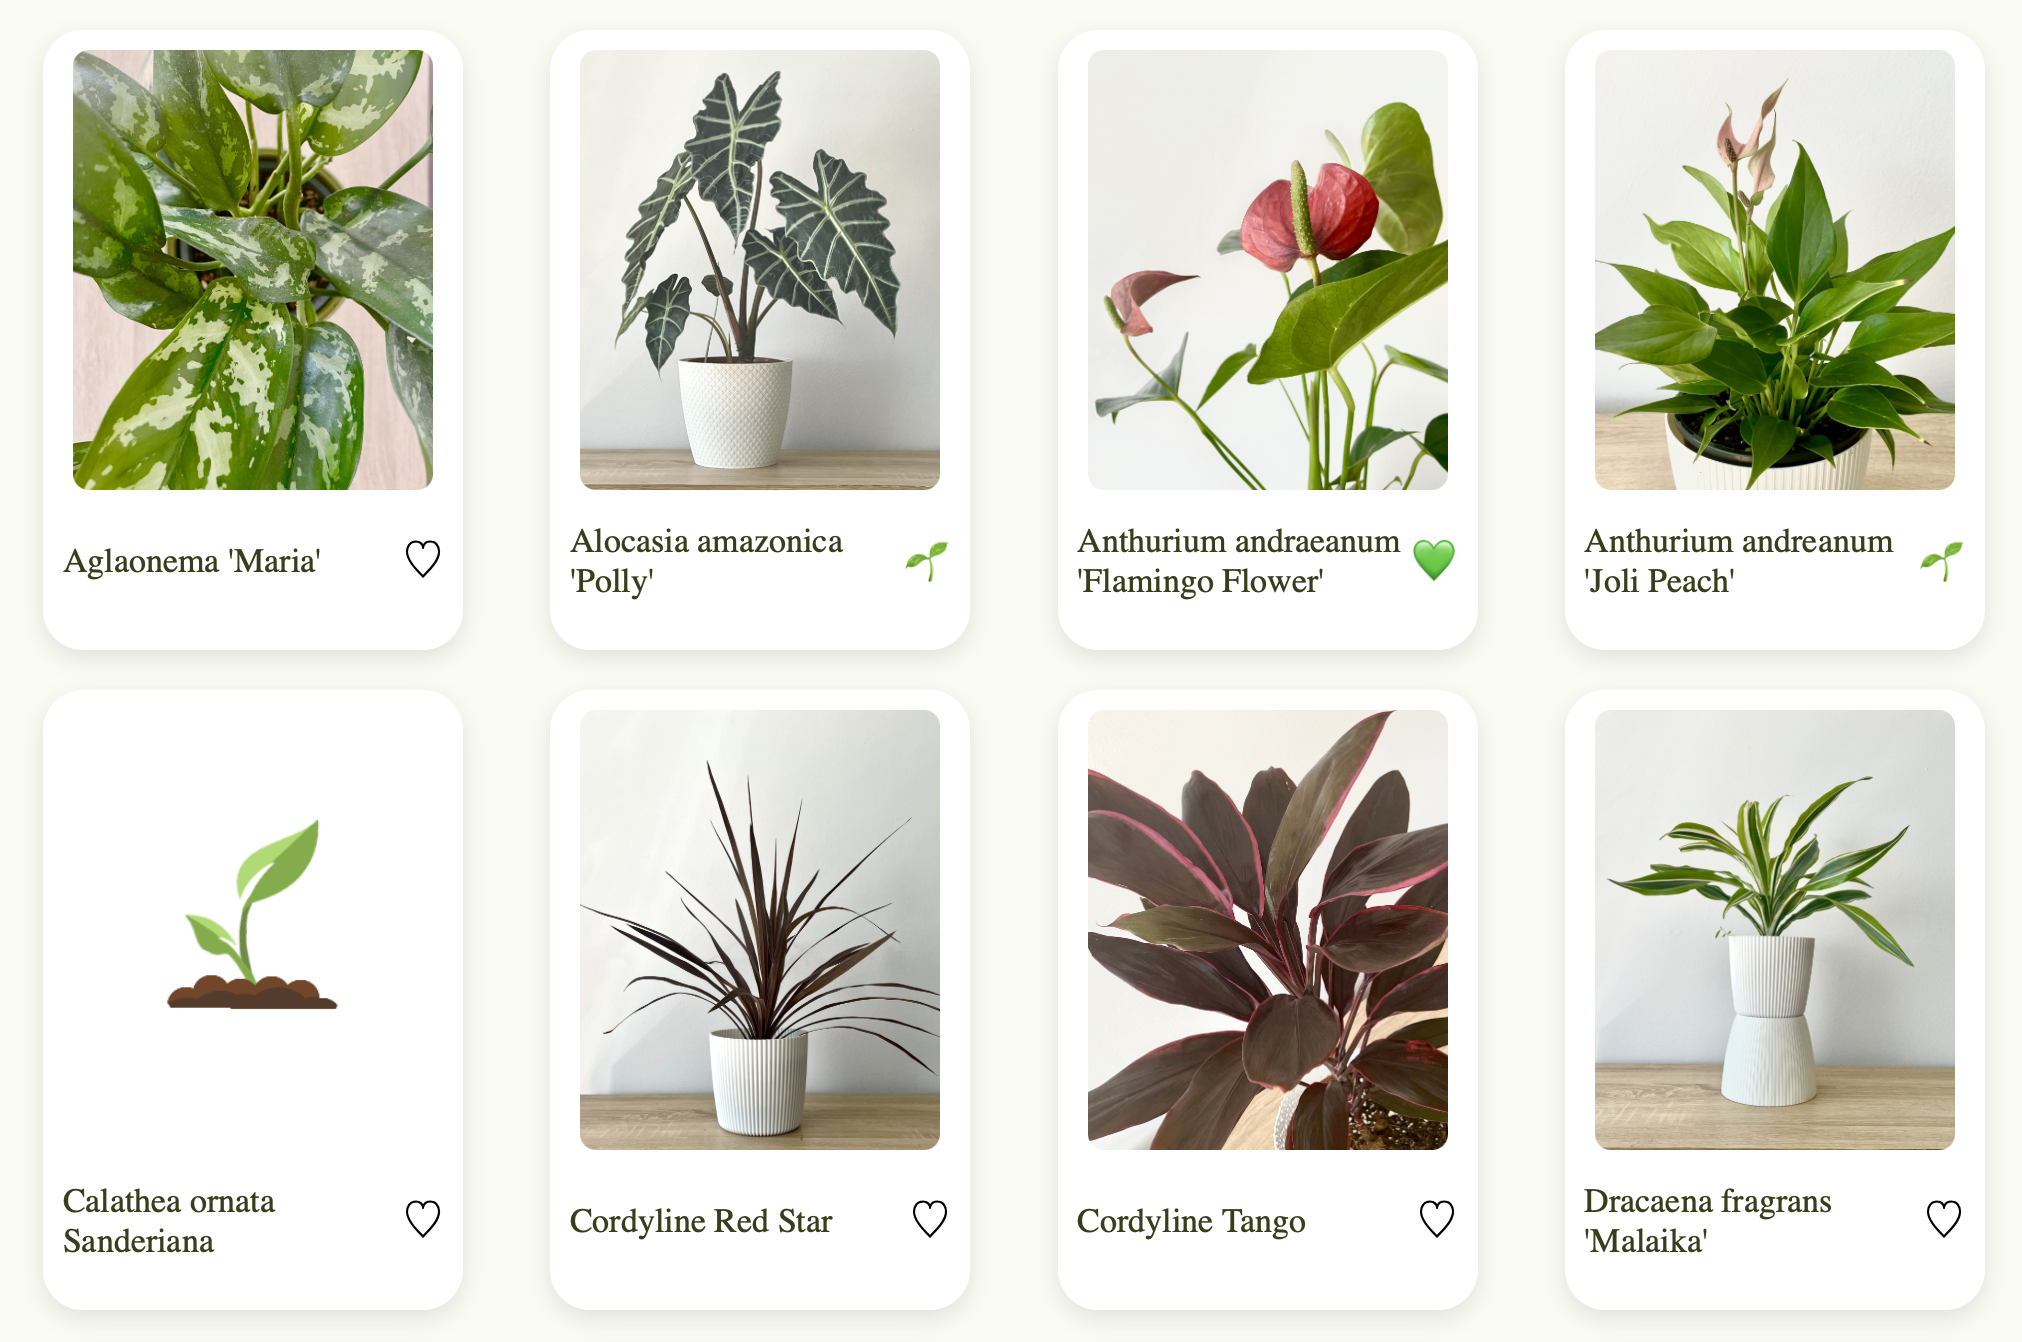 Aglaonema 'Maria'
Alocasia amazonica
'Polly'
Anthurium andraeanum
'Flamingo Flower'
Anthurium andreanum
'Joli Peach'
Calathea ornata
Sanderiana
Cordyline Red Star
Cordyline Tango
Dracaena fragrans
'Malaika'